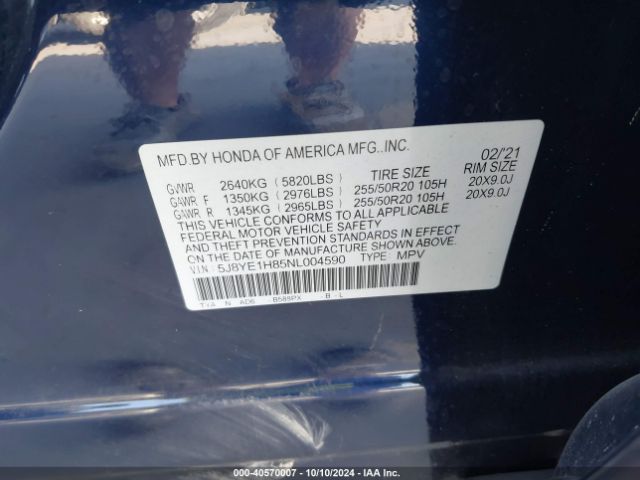 MFD.BY HONDA OF AMERICA MFG.,INC. 02/'21
GVWR 2640KG (5820LBS) TIRE SIZE RIM SIZE
GAWR F 1350KG (2976LBS) 255/50R20 105H 20X9.0J
GAWR R 1345KG (2965LBS) 255/50R20 105H 20X9.0J
THIS VEHICLE CONFORMS TO ALL APPLICABLE
FEDERAL MOTOR VEHICLE SAFETY
AND THEFT PREVENTION STANDARDS IN EFFECT
ON THE DATE OF MANUFACTURE SHOWN ABOVE.
VIN: 5J8YE1H85NL004590 TYPE: MPV
N AD6 B588PX B-L
000-40570007 - 10/10/2024 - IAA Inc.